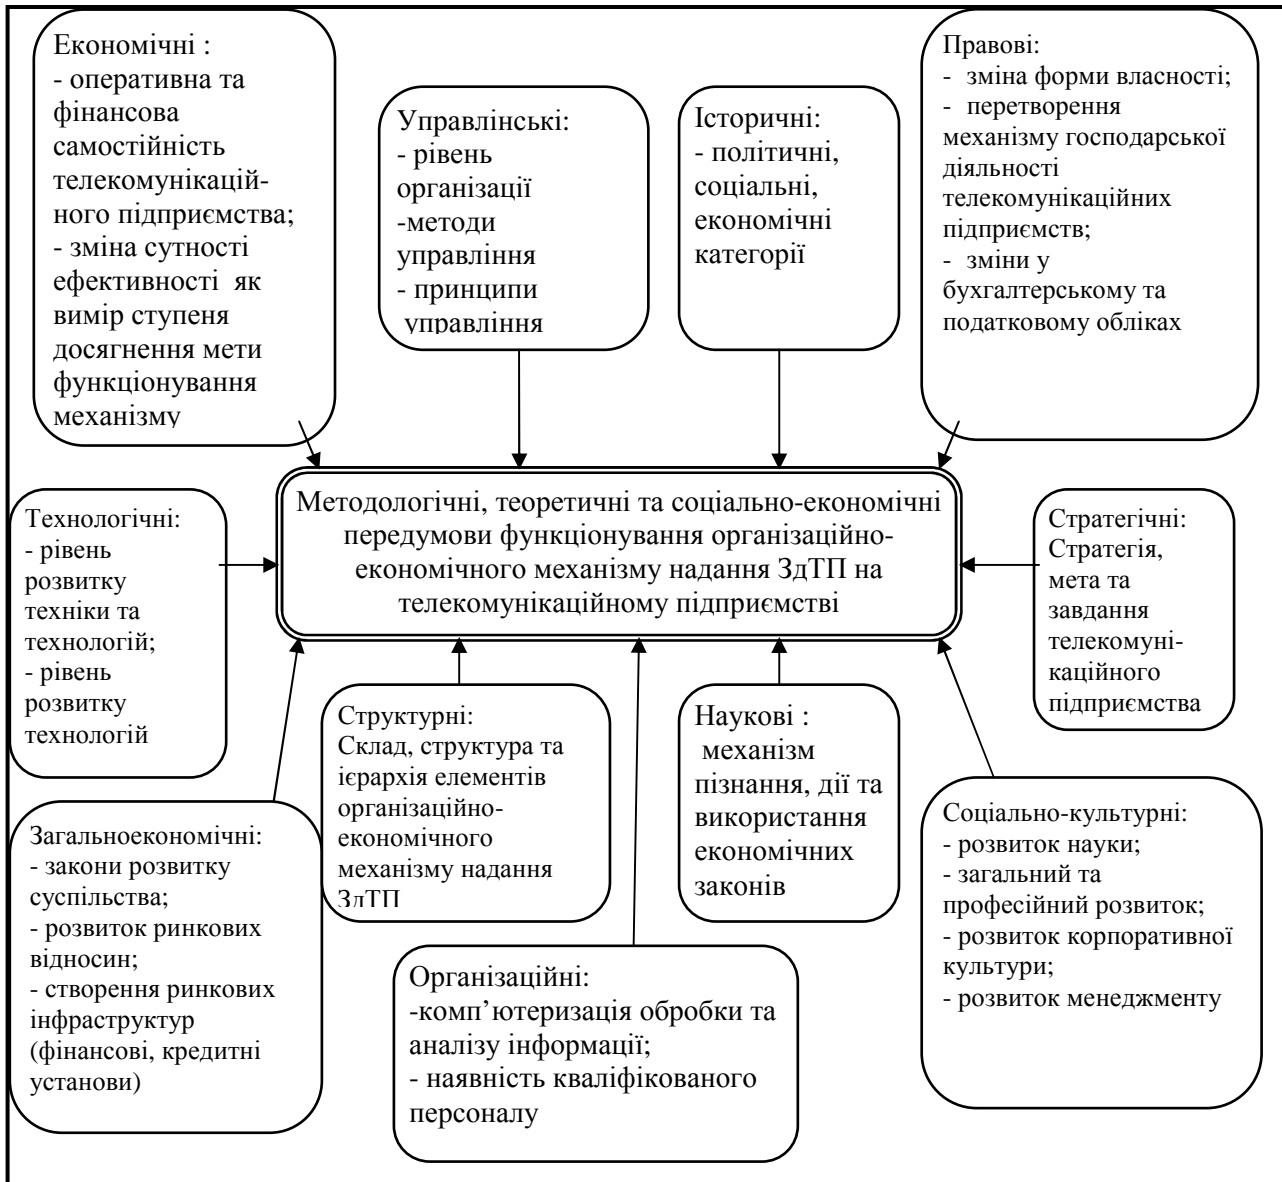 Економічні :
- оперативна та
фінансова
самостійність
телекомунікацій-
ного підприємства;
- зміна сутності
ефективності як
вимір ступеня
досягнення мети
функціонування
механізму
Управлінські:
- рівень
організації
-методи
управління
- принципи
управління
Історичні:
- політичні,
соціальні,
економічні
категорії
Правові:
- зміна форми власності;
- перетворення
механізму господарської
діяльності
телекомунікаційних
підприємств;
- зміни у
бухгалтерському та
податковому обліках
Методологічні, теоретичні та соціально-економічні
передумови функціонування організаційно-
економічного механізму надання ЗдТП на
телекомунікаційному підприємстві
Технологічні:
- рівень
розвитку
техніки та
технологій;
- рівень
розвитку
технологій
Стратегічні:
Стратегія,
мета та
завдання
телекомуні-
каційного
підприємства
Структурні:
Склад, структура та
ієрархія елементів
організаційно-
економічного
механізму надання
ЗдТП
Наукові :
механізм
пізнання, дії та
використання
економічних
законів
Загальноекономічні:
- закони розвитку
суспільства;
- розвиток ринкових
відносин;
- створення ринкових
інфраструктур
(фінансові, кредитні
установи)
Організаційні:
-комп’ютеризація обробки та
аналізу інформації;
- наявність кваліфікованого
персоналу
Соціально-культурні:
- розвиток науки;
- загальний та
професійний розвиток;
- розвиток корпоративної
культури;
- розвиток менеджменту